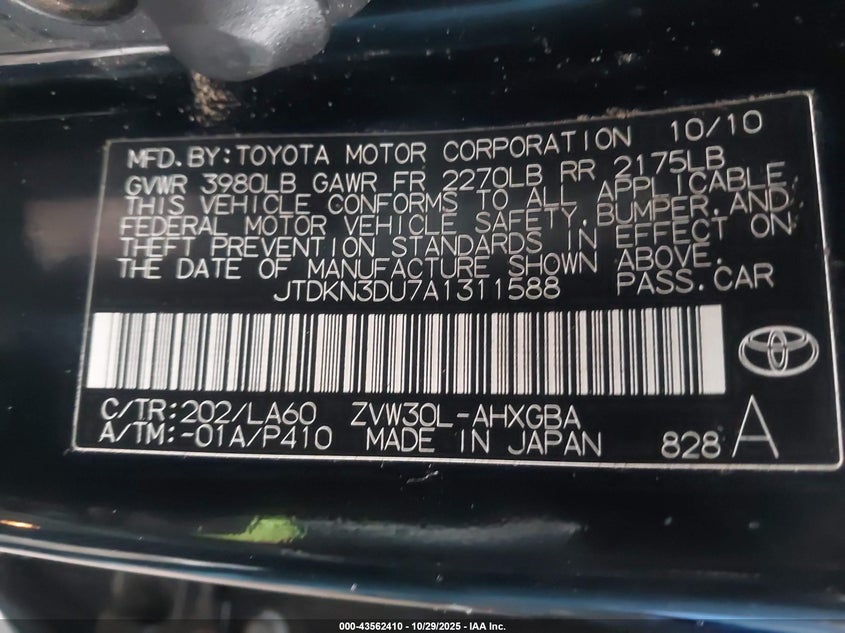 MFD.BY:TOYOTA MOTOR CORPORATION 10/10
GVWR 3980LB GAWR FR 2270LB RR 2175LB
THIS VEHICLE CONFORMS TO ALL APPLICABLE
FEDERAL MOTOR VEHICLE SAFETY,BUMPER,AND
THEFT PREVENTION STANDARDS IN EFFECT ON
THE DATE OF MANUFACTURE SHOWN ABOVE.
JTDKN3DU7A1311588 PASS.CAR
C/TR:202/LA60 ZVW30L-AHXGBA
A/TM:-01A/P410 MADE IN JAPAN 828 A
000-43562410 - 10/29/2025 - IAA Inc.